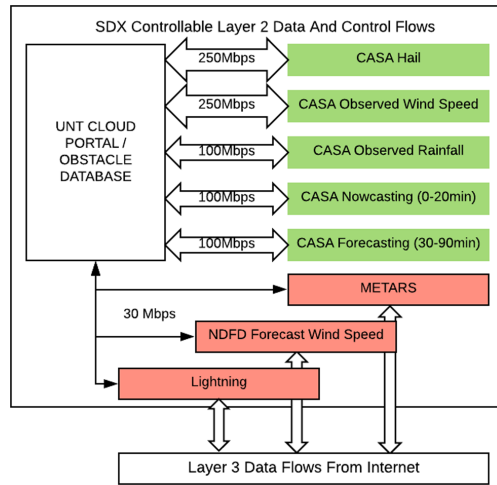 SDX Controllable Layer 2 Data And Control Flows
UNT CLOUD
PORTAL /
OBSTACLE
DATABASE
250Mbps
CASA Hail
250Mbps
CASA Observed Wind Speed
100Mbps
CASA Observed Rainfall
100Mbps
CASA Nowcasting (0-20min)
100Mbps
CASA Forecasting (30-90min)
METARS
30 Mbps
NDFD Forecast Wind Speed
Lightning
Layer 3 Data Flows From Internet